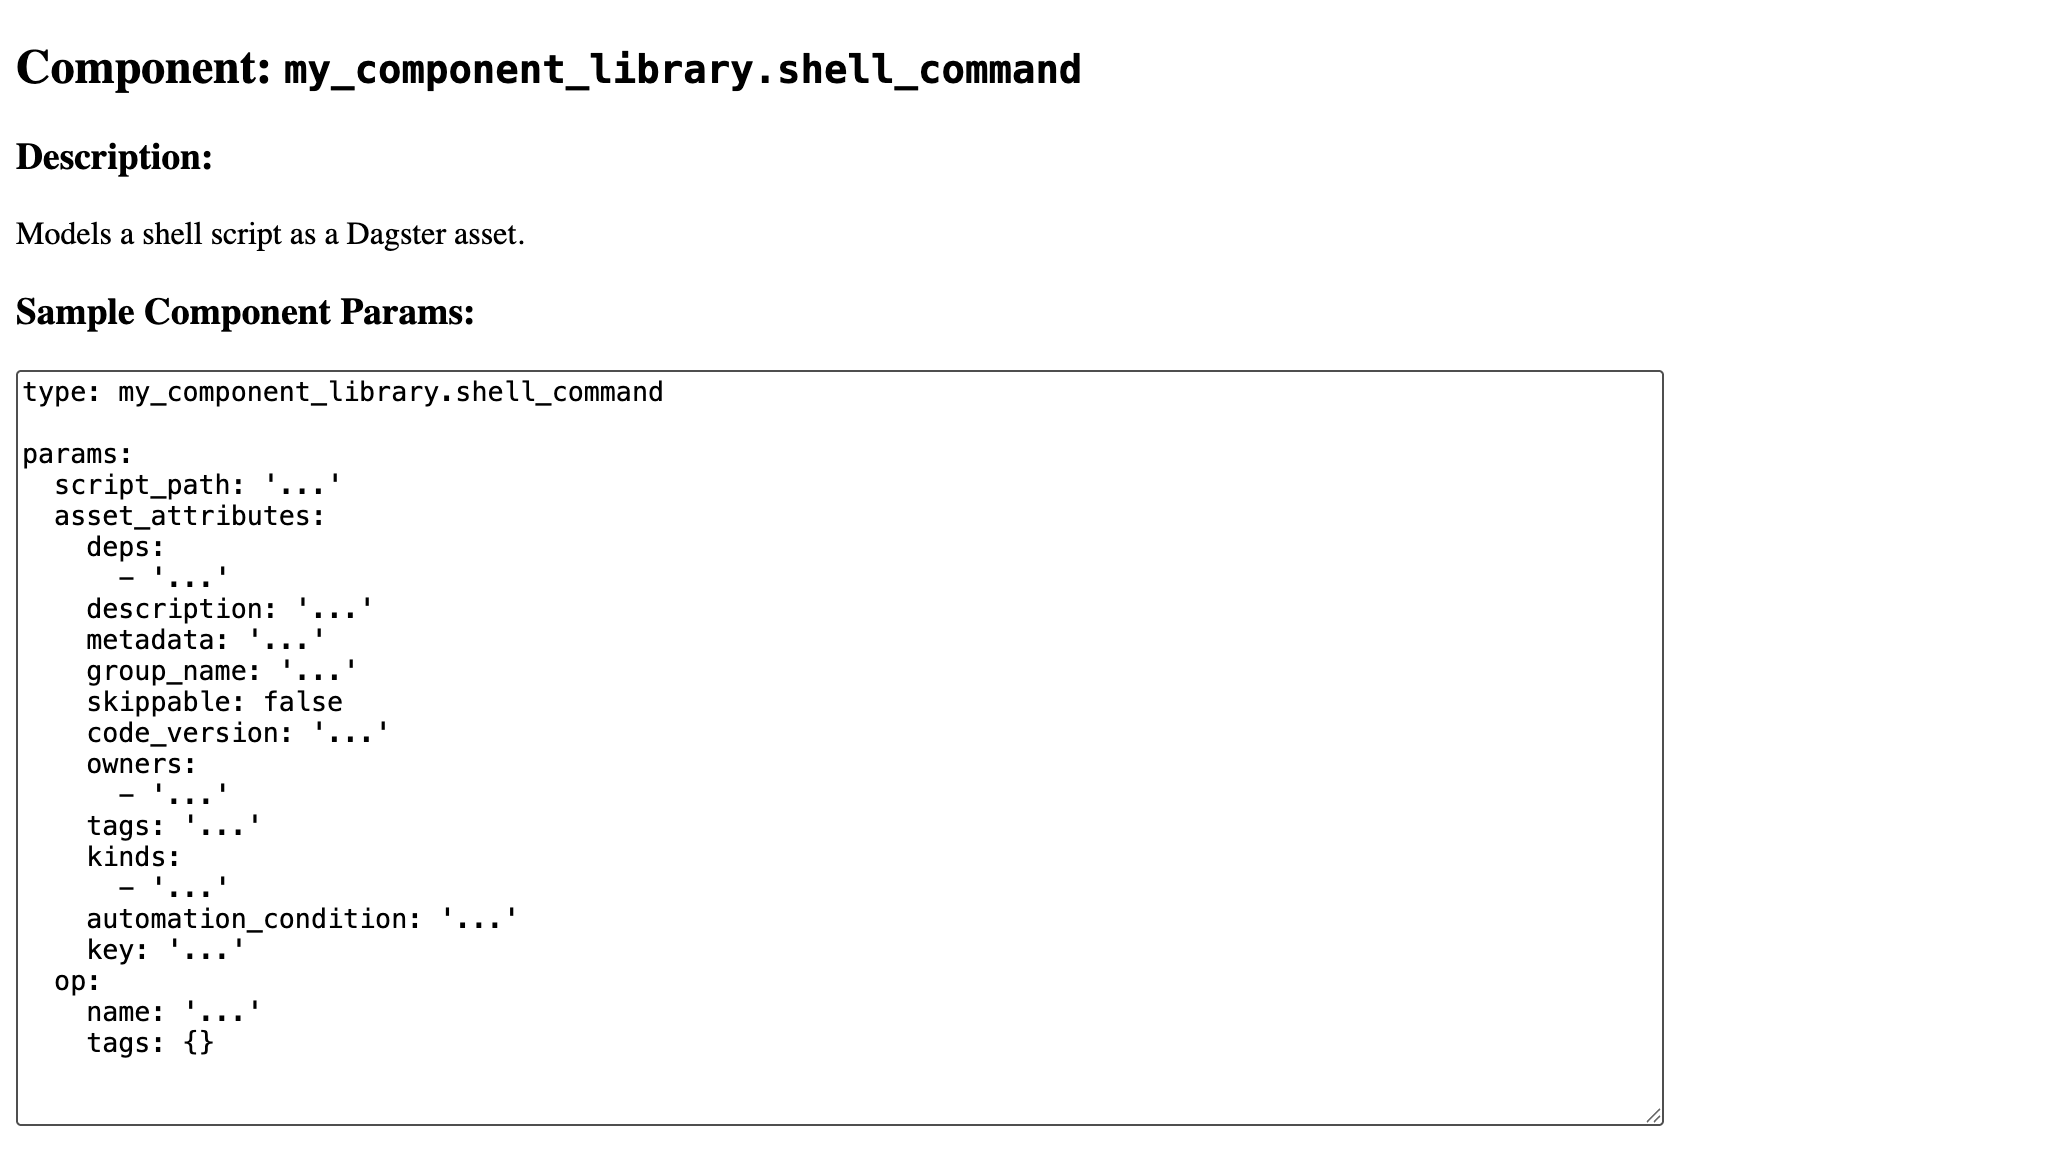 Component: my_component_library.shell_command
Description:
Models a shell script as a Dagster asset.
Sample Component Params:
type: my_component_library.shell_command

params:
  script_path: '...'
  asset_attributes:
    deps:
      - '...'
    description: '...'
    metadata: '...'
    group_name: '...'
    skippable: false
    code_version: '...'
    owners:
      - '...'
    tags: '...'
    kinds:
      - '...'
    automation_condition: '...'
    key: '...'
  op:
    name: '...'
    tags: {}